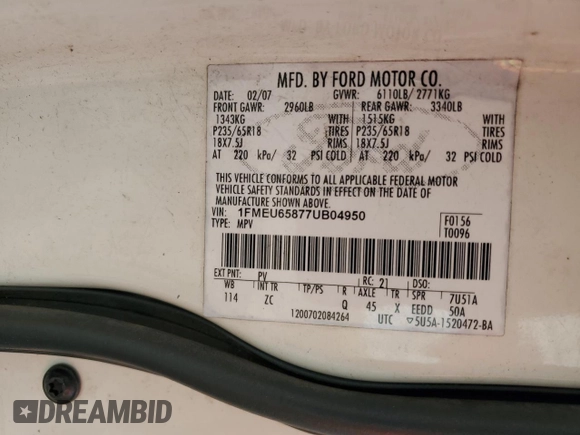 MFD. BY FORD MOTOR CO.
DATE: 02/07 GVWR: 6110LB/ 2771KG
FRONT GAWR: 2960LB REAR GAWR: 3340LB
1343KG 1515KG
P235/65R18 TIRES P235/65R18 TIRES
18X7.5J RIMS 18X7.5J RIMS
AT 220 kPa/ 32 PSI COLD AT 220 kPa/ 32 PSI COLD
THIS VEHICLE CONFORMS TO ALL APPLICABLE FEDERAL MOTOR
VEHICLE SAFETY STANDARDS IN EFFECT ON THE DATE OF
MANUFACTURE SHOWN ABOVE.
VIN: 1FMEU65877UB04950 F0156
TYPE: MPV T0096
EXT PNT: PV RC: 21 DSO:
WB INT TR TP/PS R AXLE TR SPR 7U51A
114 ZC Q 45 X EEDD 50A
1200702084264 UTC ▽5U5A-1520472-BA
DREAMBID